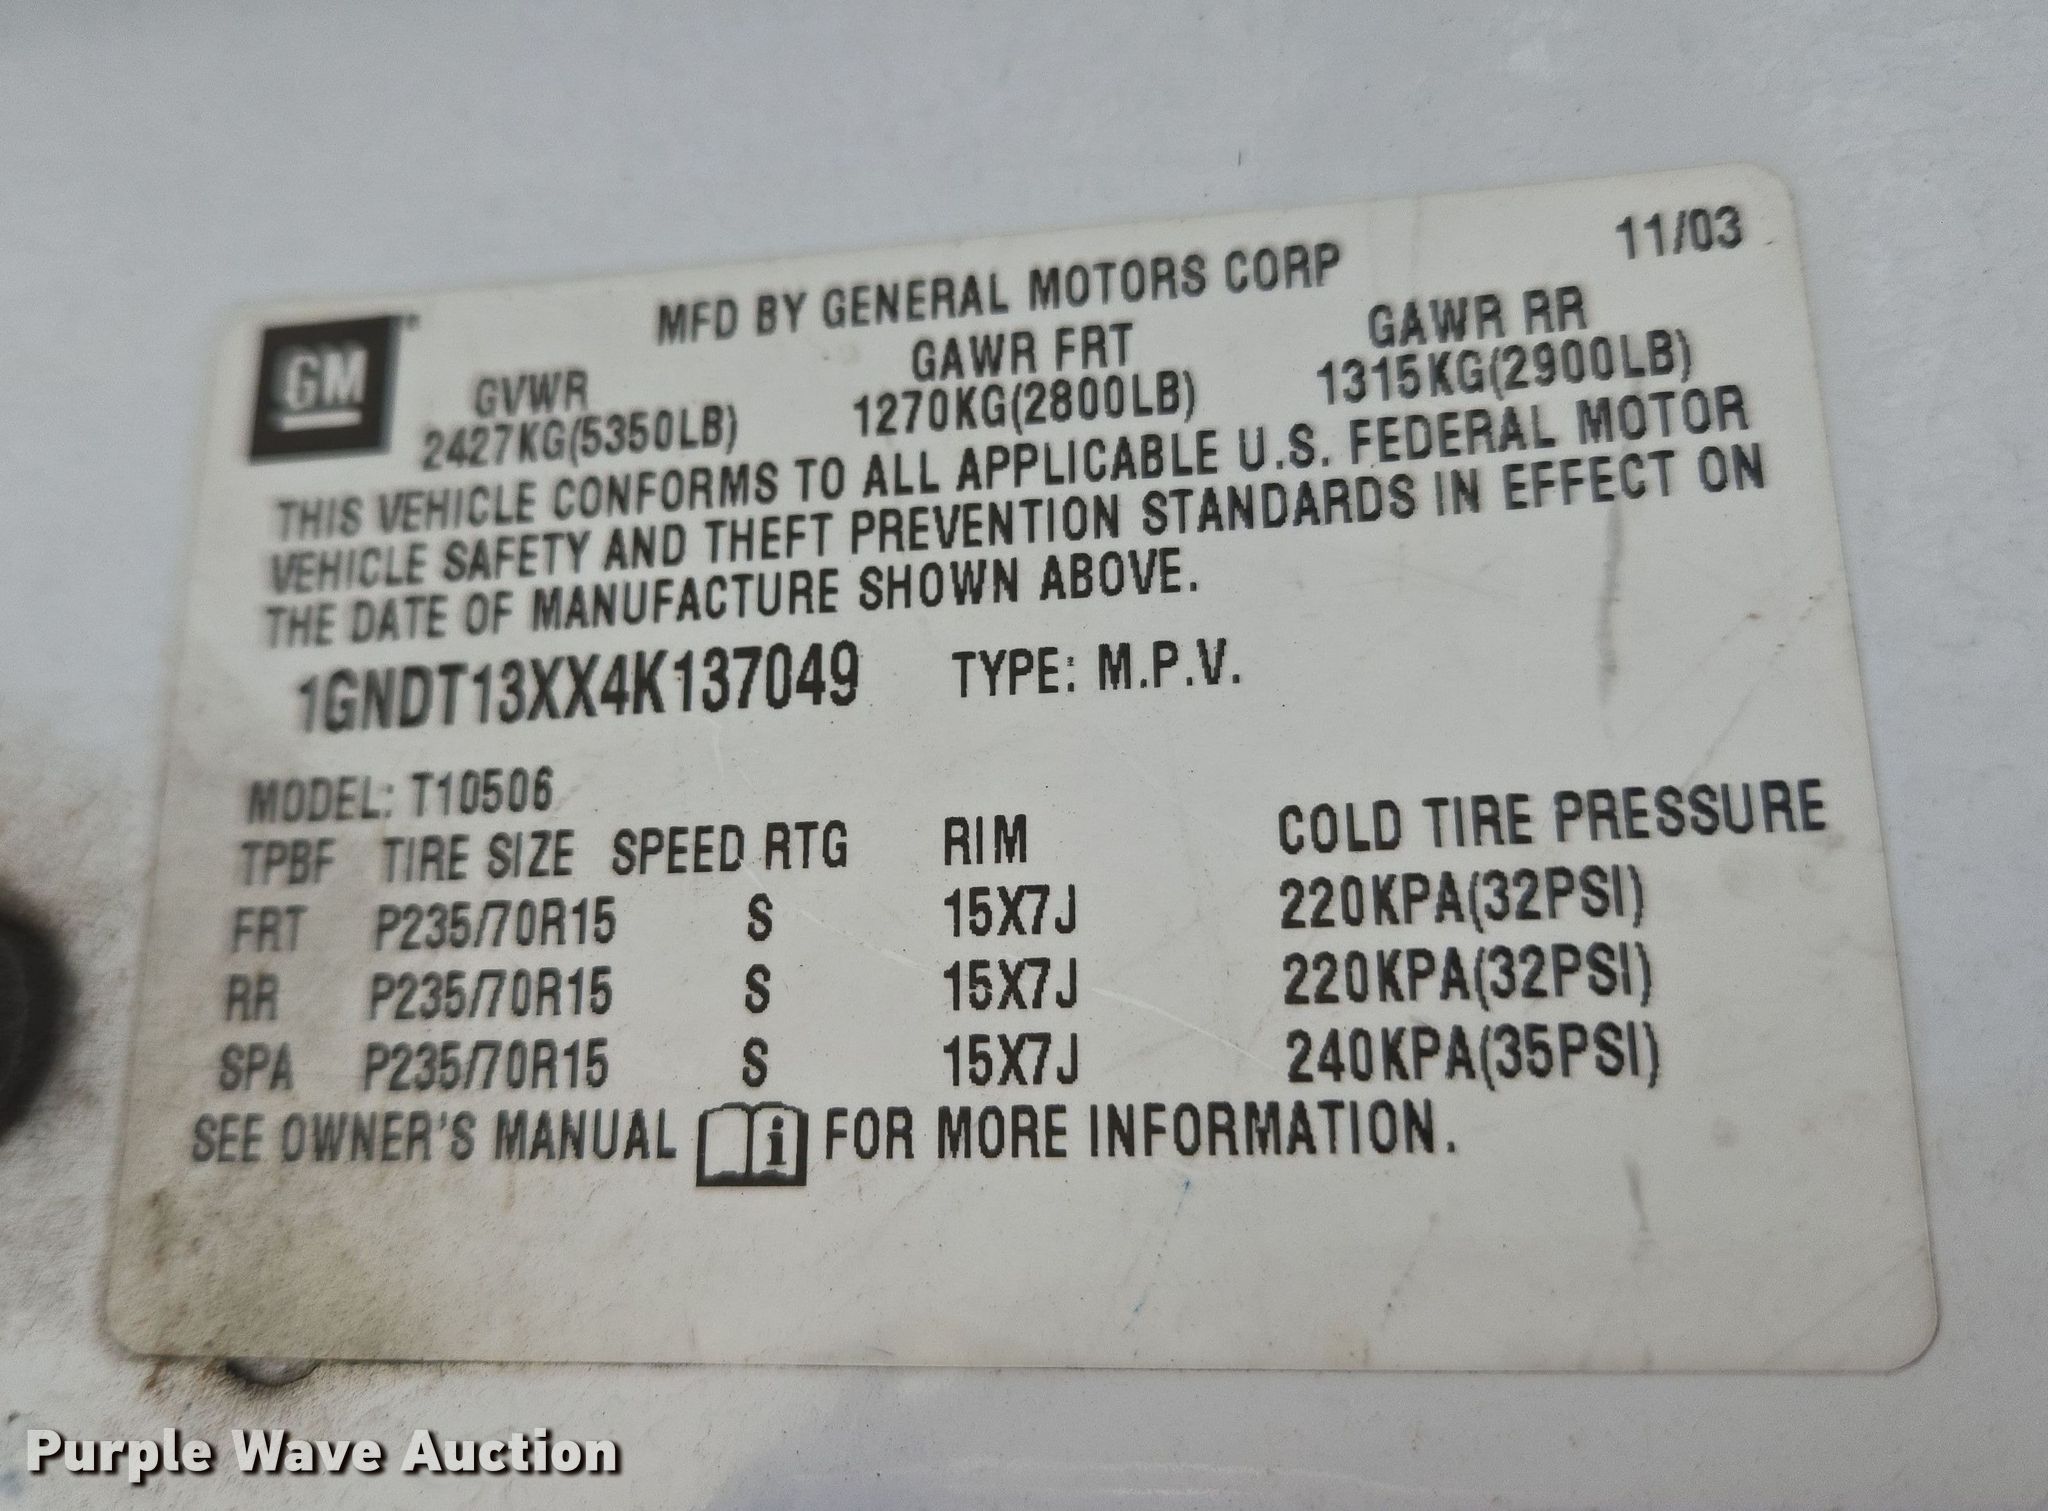 11/03
MFD BY GENERAL MOTORS CORP
GM
GVWR GAWR FRT GAWR RR
2427KG(5350LB) 1270KG(2800LB) 1315KG(2900LB)
THIS VEHICLE CONFORMS TO ALL APPLICABLE U.S. FEDERAL MOTOR
VEHICLE SAFETY AND THEFT PREVENTION STANDARDS IN EFFECT ON
THE DATE OF MANUFACTURE SHOWN ABOVE.
1GNDT13XX4K137049 TYPE: M.P.V.
MODEL: T10506
TPBF TIRE SIZE SPEED RTG RIM COLD TIRE PRESSURE
FRT P235/70R15 S 15X7J 220KPA(32PSI)
RR P235/70R15 S 15X7J 220KPA(32PSI)
SPA P235/70R15 S 15X7J 240KPA(35PSI)
SEE OWNER'S MANUAL i FOR MORE INFORMATION.
Purple Wave Auction